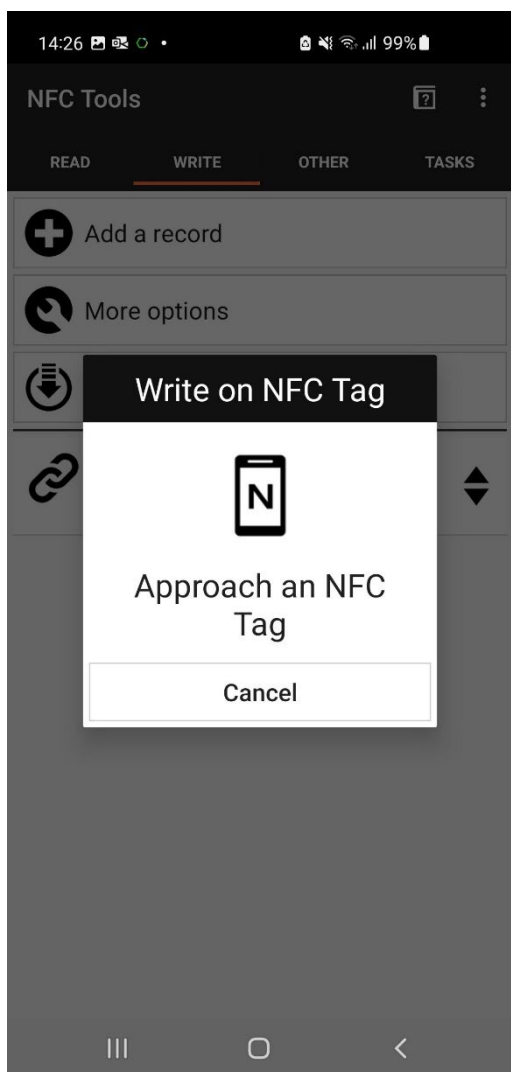 14:26 99%
NFC Tools
READ WRITE OTHER TASKS
Add a record
More options
Write on NFC Tag
N
Approach an NFC
Tag
Cancel